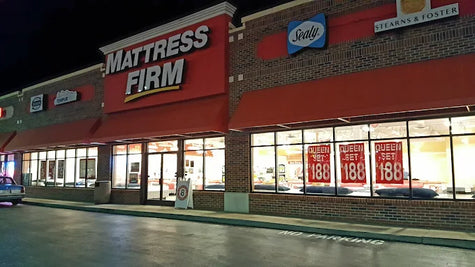 MATTRESS
FIRM
Sealy
STEARNS & FOSTER
QUEEN
SET
188
QUEEN
SET
188
QUEEN
SET
188
NO PARKING